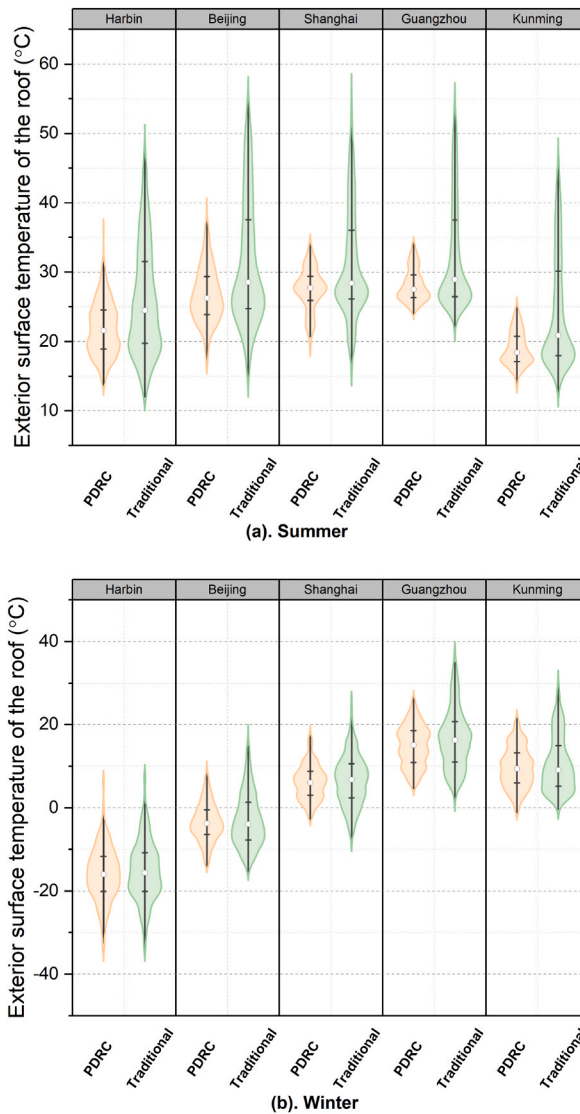 Harbin Beijing Shanghai Guangzhou Kunming
Exterior surface temperature of the roof (°C)
60
50
40
30
20
10
PDRC Traditional PDRC Traditional PDRC Traditional PDRC Traditional PDRC Traditional
(a). Summer
Harbin Beijing Shanghai Guangzhou Kunming
Exterior surface temperature of the roof (°C)
40
20
0
-20
-40
PDRC Traditional PDRC Traditional PDRC Traditional PDRC Traditional PDRC Traditional
(b). Winter